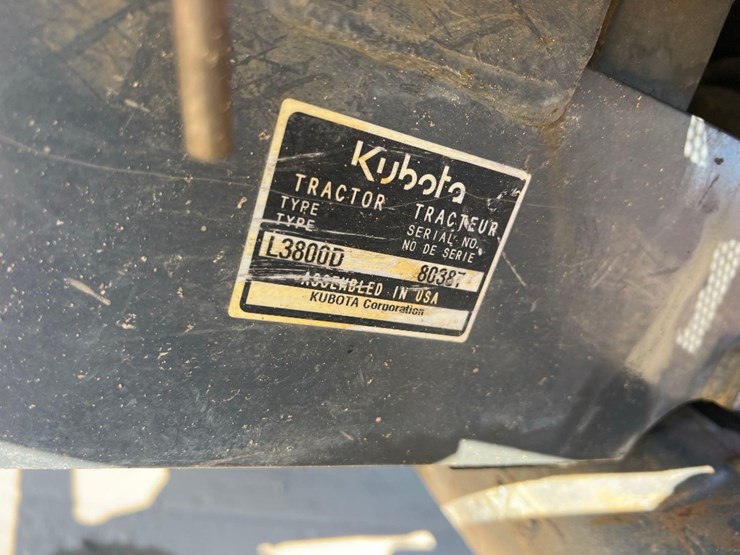 Kubota
TRACTOR TRACTEUR
TYPE SERIAL NO.
TYPE NO DE SERIE
L3800D 80387
ASSEMBLED IN USA
KUBOTA Corporation